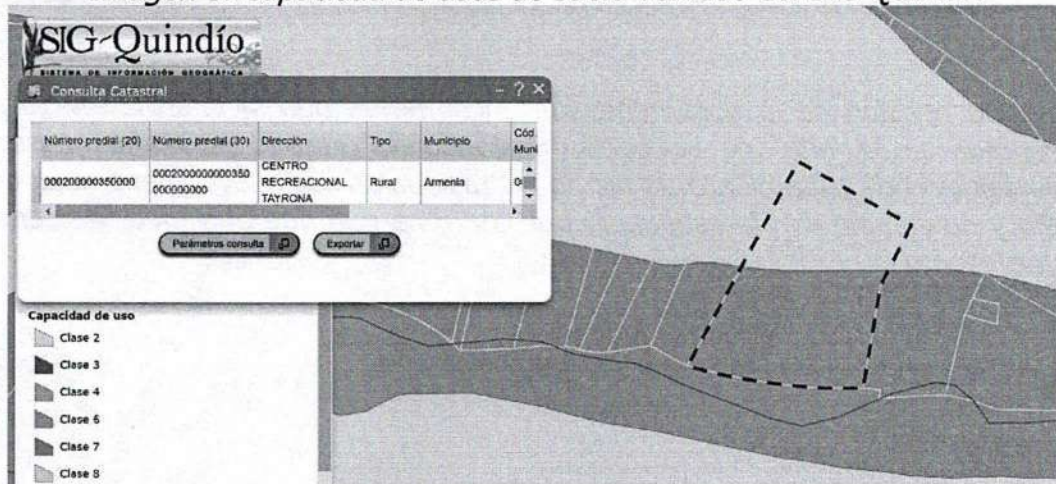 SIG-Quindío
SISTEMA DE INFORMACIÓN GEOGRÁFICA
Consulta Catastral
Número predial (20) Número predial (30) Dirección Tipo Municipio Cód Muni
000200000350000 0002000000000350 000000000 CENTRO RECREACIONAL TAYRONA Rural Armenia
Parámetros consulta Exportar
Capacidad de uso
Clase 2
Clase 3
Clase 4
Clase 6
Clase 7
Clase 8